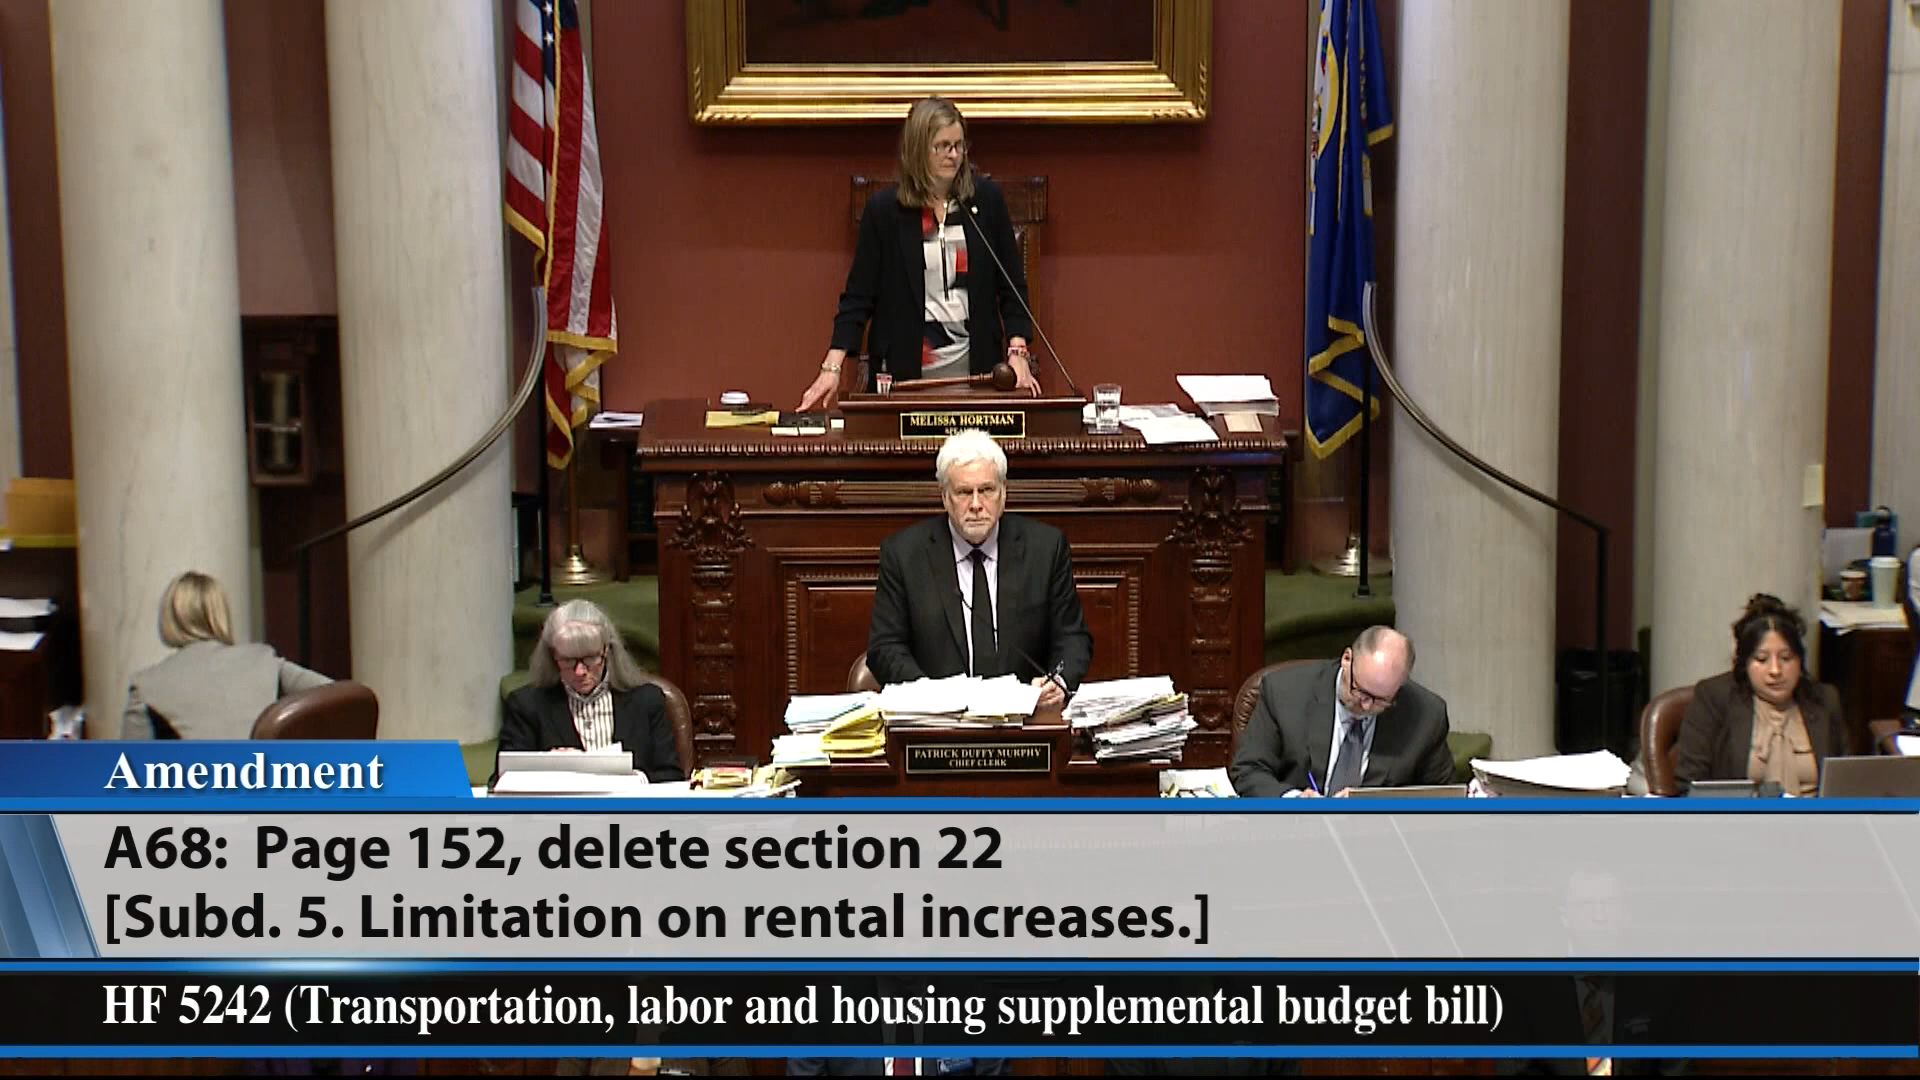 MELISSA HORTMAN
SPEAKER
PATRICK DUFFY MURPHY
CHIEF CLERK
Amendment
A68: Page 152, delete section 22
[Subd. 5. Limitation on rental increases.]
HF 5242 (Transportation, labor and housing supplemental budget bill)